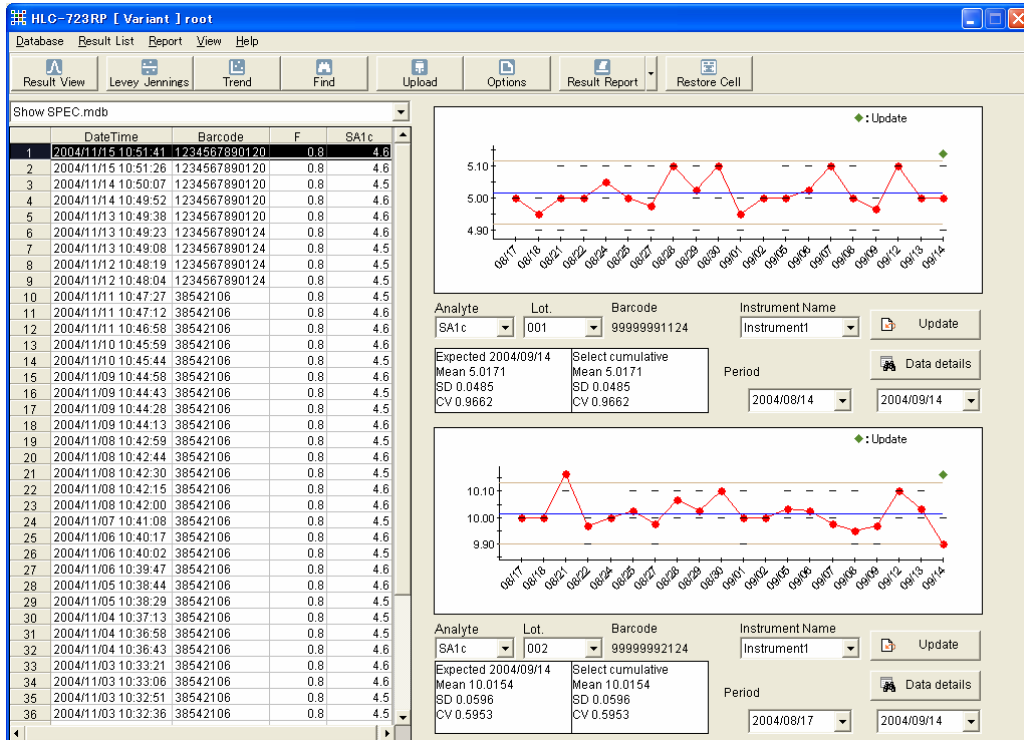 HLC-723RP [ Variant ] root
Database Result List Report View Help
Result View Levey Jennings Trend Find Upload Options Result Report Restore Cell
Show SPEC.mdb
DateTime Barcode F SA1c
1 2004/11/15 10:51:41 1234567890120 0.8 4.6
2 2004/11/15 10:51:26 1234567890120 0.8 4.6
3 2004/11/14 10:50:07 1234567890120 0.8 4.5
4 2004/11/14 10:49:52 1234567890120 0.8 4.6
5 2004/11/13 10:49:38 1234567890120 0.8 4.6
6 2004/11/13 10:49:23 1234567890124 0.8 4.6
7 2004/11/13 10:49:08 1234567890124 0.8 4.5
8 2004/11/12 10:48:19 1234567890124 0.8 4.5
9 2004/11/12 10:48:04 1234567890124 0.8 4.5
10 2004/11/11 10:47:27 38542106 0.8 4.5
11 2004/11/11 10:47:12 38542106 0.8 4.6
12 2004/11/11 10:46:58 38542106 0.8 4.6
13 2004/11/10 10:45:59 38542106 0.8 4.6
14 2004/11/10 10:45:44 38542106 0.8 4.5
15 2004/11/09 10:44:58 38542106 0.8 4.6
16 2004/11/09 10:44:43 38542106 0.8 4.5
17 2004/11/09 10:44:28 38542106 0.8 4.5
18 2004/11/09 10:44:13 38542106 0.8 4.6
19 2004/11/08 10:42:59 38542106 0.8 4.5
20 2004/11/08 10:42:44 38542106 0.8 4.6
21 2004/11/08 10:42:30 38542106 0.8 4.5
22 2004/11/08 10:42:15 38542106 0.8 4.6
23 2004/11/08 10:42:00 38542106 0.8 4.6
24 2004/11/07 10:41:08 38542106 0.8 4.5
25 2004/11/06 10:40:17 38542106 0.8 4.6
26 2004/11/06 10:40:02 38542106 0.8 4.5
27 2004/11/06 10:39:47 38542106 0.8 4.6
28 2004/11/05 10:38:44 38542106 0.8 4.6
29 2004/11/05 10:38:29 38542106 0.8 4.5
30 2004/11/04 10:37:13 38542106 0.8 4.5
31 2004/11/04 10:36:58 38542106 0.8 4.5
32 2004/11/04 10:36:43 38542106 0.8 4.6
33 2004/11/03 10:33:21 38542106 0.8 4.6
34 2004/11/03 10:33:06 38542106 0.8 4.6
35 2004/11/03 10:32:51 38542106 0.8 4.5
36 2004/11/03 10:32:36 38542106 0.8 4.5
: Update
5.10
5.00
4.90
08/17 08/18 08/21 08/22 08/24 08/25 08/27 08/28 08/29 08/30 09/01 09/02 09/05 09/06 09/07 09/08 09/09 09/12 09/13 09/14
Analyte Lot. Barcode Instrument Name
SA1c 001 99999991124 Instrument1 Update
Expected 2004/09/14 Select cumulative
Mean 5.0171 Mean 5.0171
SD 0.0485 SD 0.0485
CV 0.9662 CV 0.9662
Data details
Period
2004/08/14 2004/09/14
: Update
10.10
10.00
9.90
08/17 08/18 08/21 08/22 08/24 08/25 08/27 08/28 08/29 08/30 09/01 09/02 09/05 09/06 09/07 09/08 09/09 09/12 09/13 09/14
Analyte Lot. Barcode Instrument Name
SA1c 002 99999992124 Instrument1 Update
Expected 2004/09/14 Select cumulative
Mean 10.0154 Mean 10.0154
SD 0.0596 SD 0.0596
CV 0.5953 CV 0.5953
Data details
Period
2004/08/17 2004/09/14